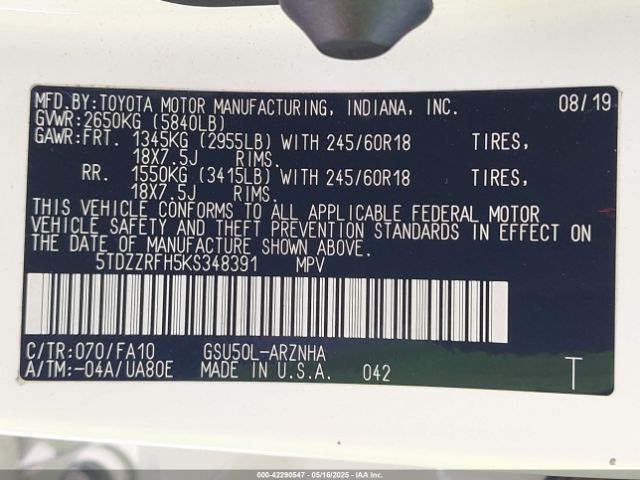 MFD.BY:TOYOTA MOTOR MANUFACTURING, INDIANA, INC. 08/19
GVWR:2650KG (5840LB)
GAWR:FRT. 1345KG (2955LB) WITH 245/60R18 TIRES,
18X7.5J RIMS.
RR. 1550KG (3415LB) WITH 245/60R18 TIRES,
18X7.5J RIMS.
THIS VEHICLE CONFORMS TO ALL APPLICABLE FEDERAL MOTOR
VEHICLE SAFETY AND THEFT PREVENTION STANDARDS IN EFFECT ON
THE DATE OF MANUFACTURE SHOWN ABOVE.
5TDZZRFH5KS348391 MPV
C/TR:070/FA10 GSU50L-ARZNHA
A/TM:-04A/UA80E MADE IN U.S.A. 042 T
000-42290547 - 05/16/2025 - IAA Inc.